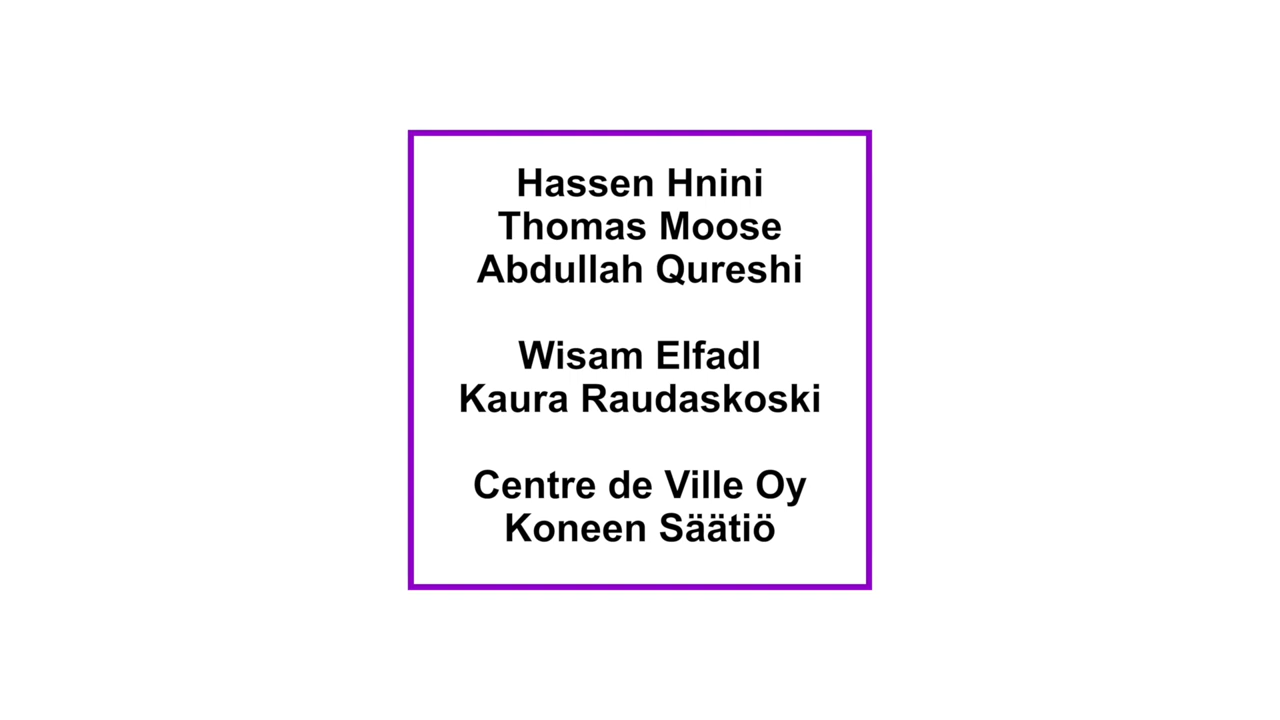 Hassen Hnini
Thomas Moose
Abdullah Qureshi
Wisam Elfadl
Kaura Raudaskoski
Centre de Ville Oy
Koneen Säätiö